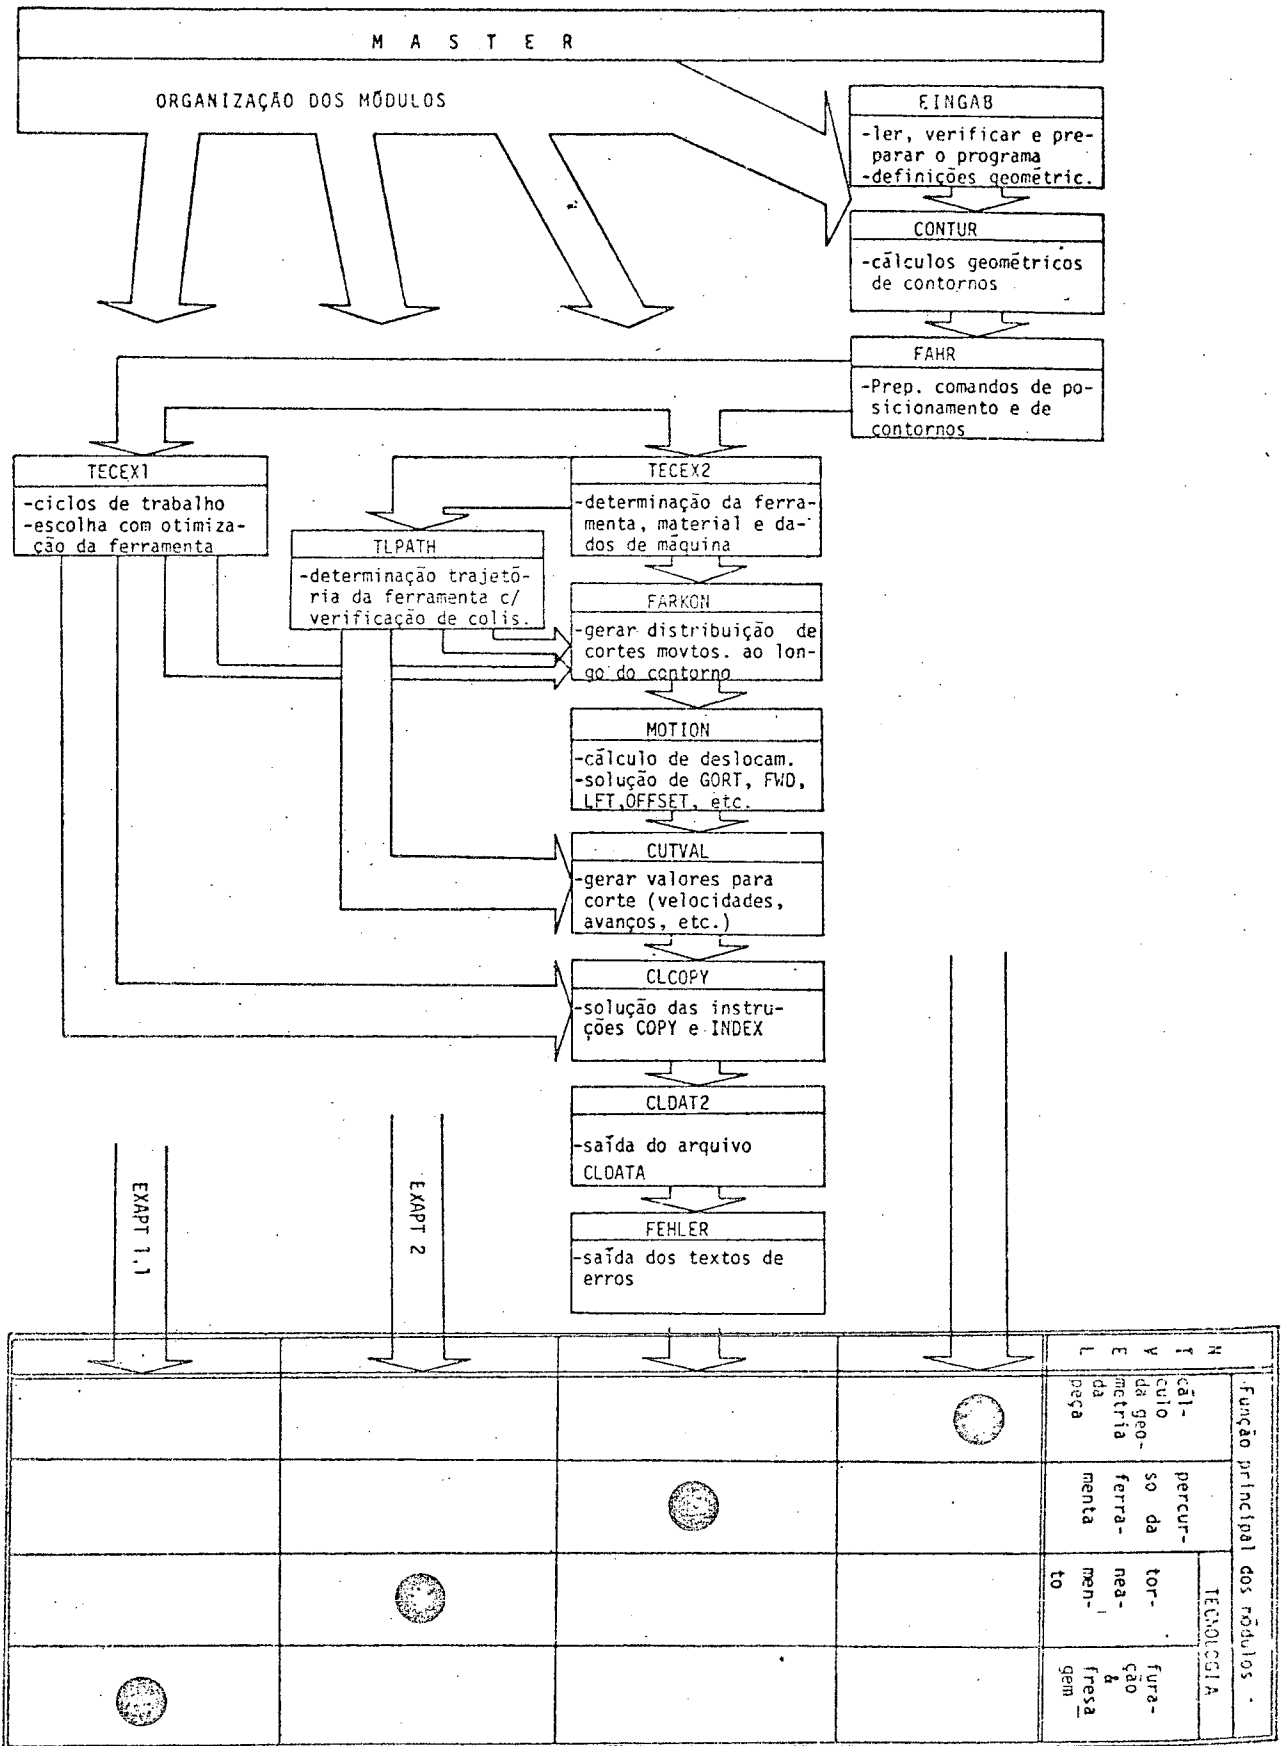 M A S T E R
ORGANIZAÇÃO DOS MÓDULOS
EINGAB
-ler, verificar e pre-
parar o programa
-definições geométric.
CONTUR
-cálculos geométricos
de contornos
FAHR
-Prep. comandos de po-
sicionamento e de
contornos
TECEX1
-ciclos de trabalho
-escolha com otimiza-
ção da ferramenta
TECEX2
-determinação da ferra-
menta, material e da-
dos de máquina
TLPATH
-determinação trajetó-
ria da ferramenta c/
verificação de colis.
FARKON
-gerar distribuição de
cortes movtos. ao lon-
go do contorno
MOTION
-cálculo de deslocam.
-solução de GORT, FWD,
LFT,OFFSET, etc.
CUTVAL
-gerar valores para
corte (velocidades,
avanços, etc.)
CLCOPY
-solução das instru-
ções COPY e INDEX
CLDAT2
-saída do arquivo
CLDATA
FEHLER
-saída dos textos de
erros
EXAPT 1.1
EXAPT 2
Função principal dos módulos
N Í V E L
cál-
culo
da geo-
metria
da
peça
percur-
so da
ferra-
menta
TECNOLOGIA
tor-
nea-
men-
to
fura-
ção
&
fresa
gem